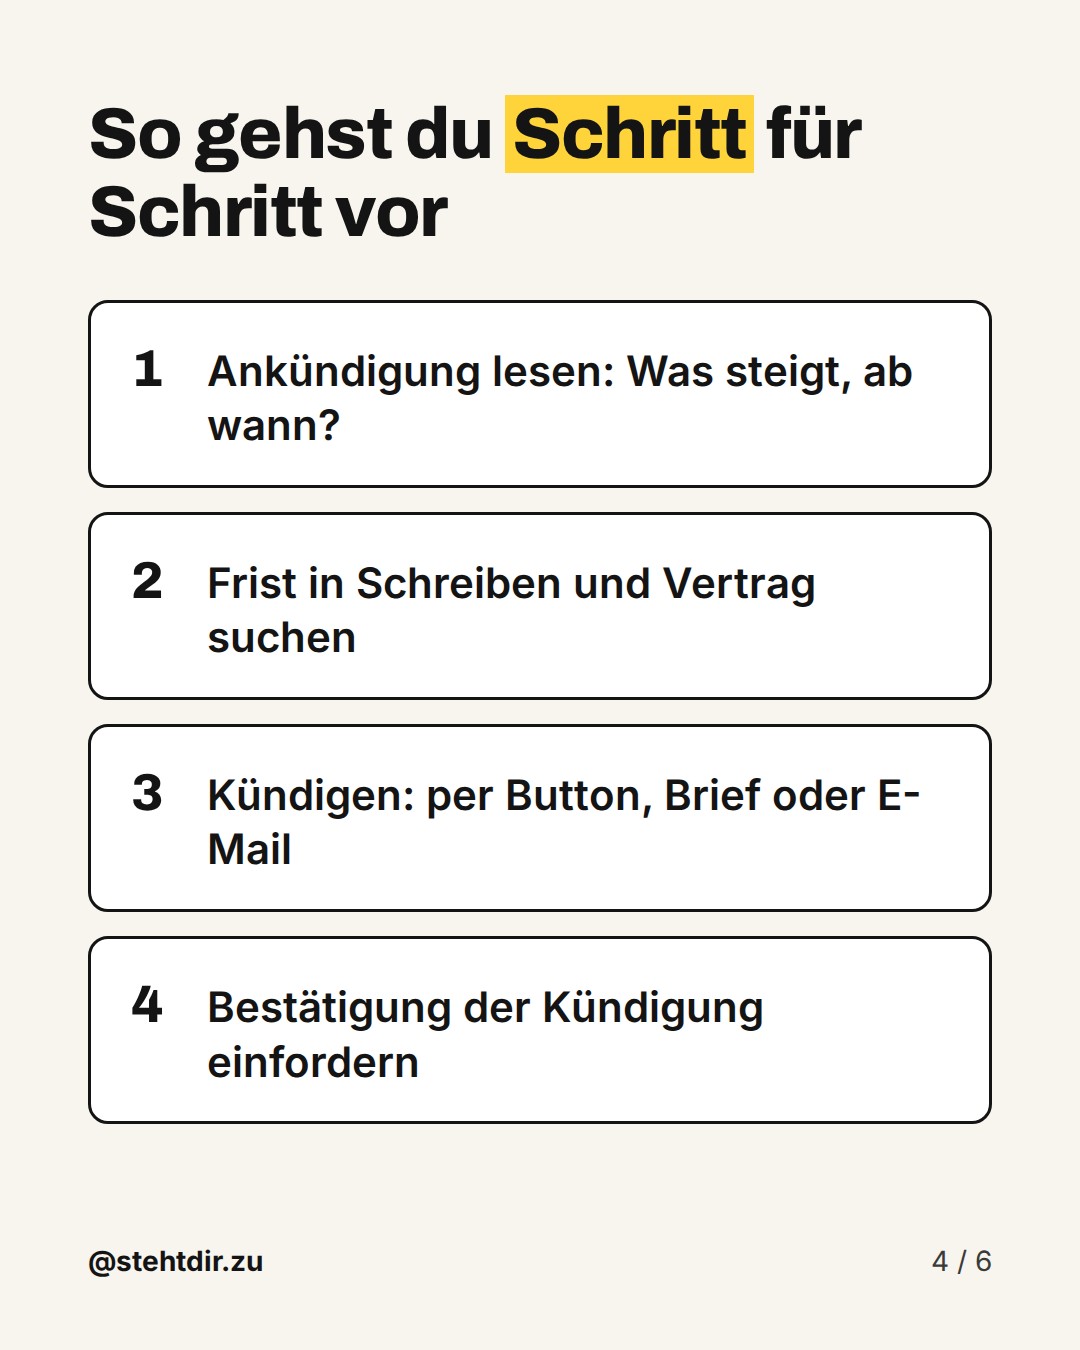 So gehst du Schritt für
Schritt vor
1 Ankündigung lesen: Was steigt, ab
wann?
2 Frist in Schreiben und Vertrag
suchen
3 Kündigen: per Button, Brief oder E-
Mail
4 Bestätigung der Kündigung
einfordern
@stehtdir.zu
4 / 6